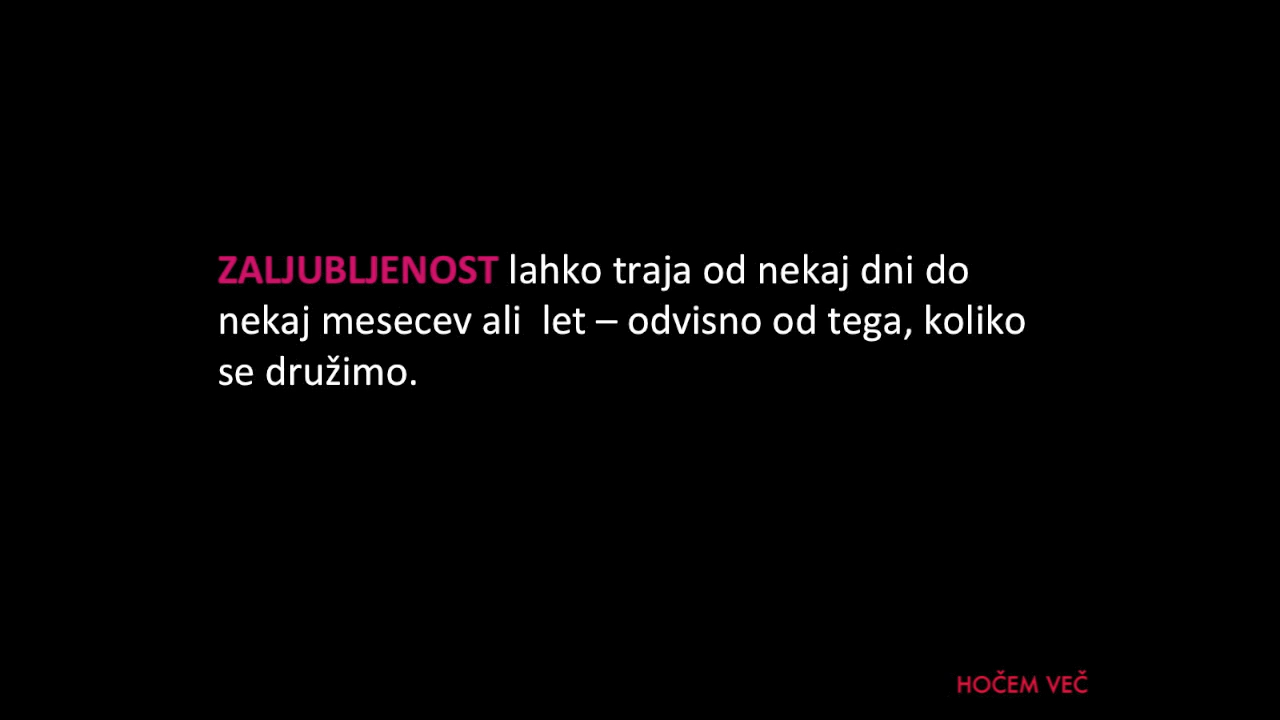 ZALJUBLJENOST lahko traja od nekaj dni do
nekaj mesecev ali  let – odvisno od tega, koliko
se družimo.
HOČEM VEČ